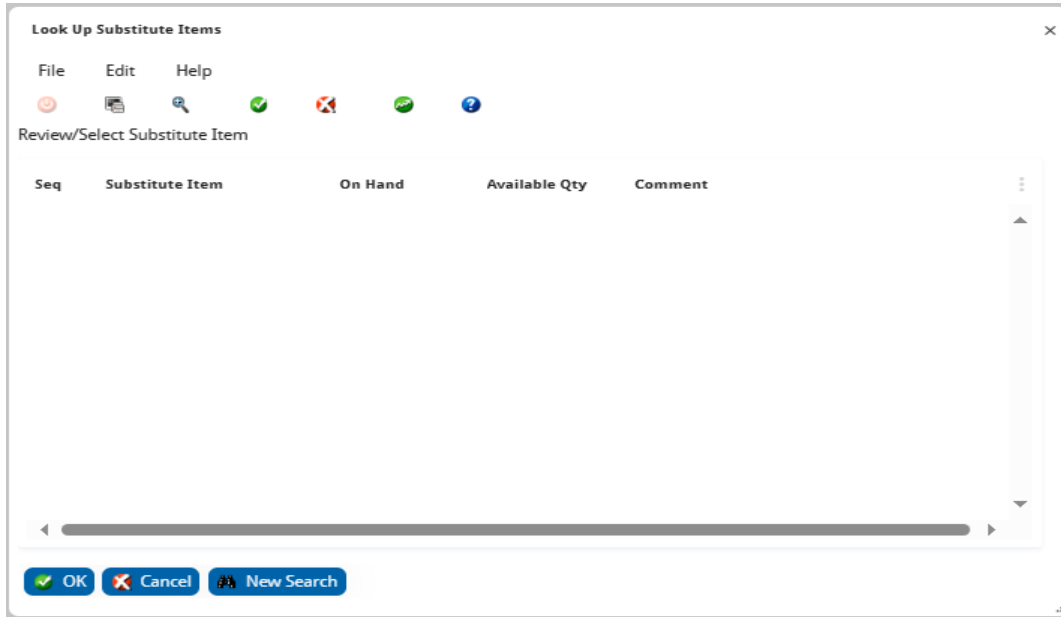 Look Up Substitute Items
File Edit Help
Review/Select Substitute Item
Seq Substitute Item On Hand Available Qty Comment
OK Cancel New Search